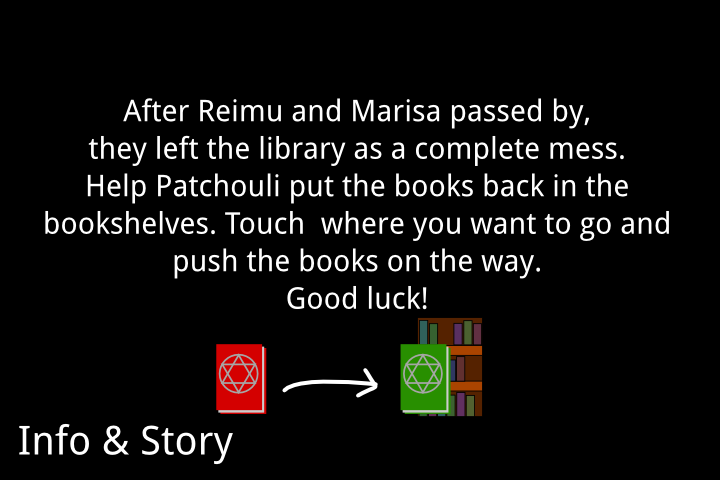 After Reimu and Marisa passed by,
they left the library as a complete mess.
Help Patchouli put the books back in the
bookshelves. Touch  where you want to go and
push the books on the way.
Good luck!
Info & Story